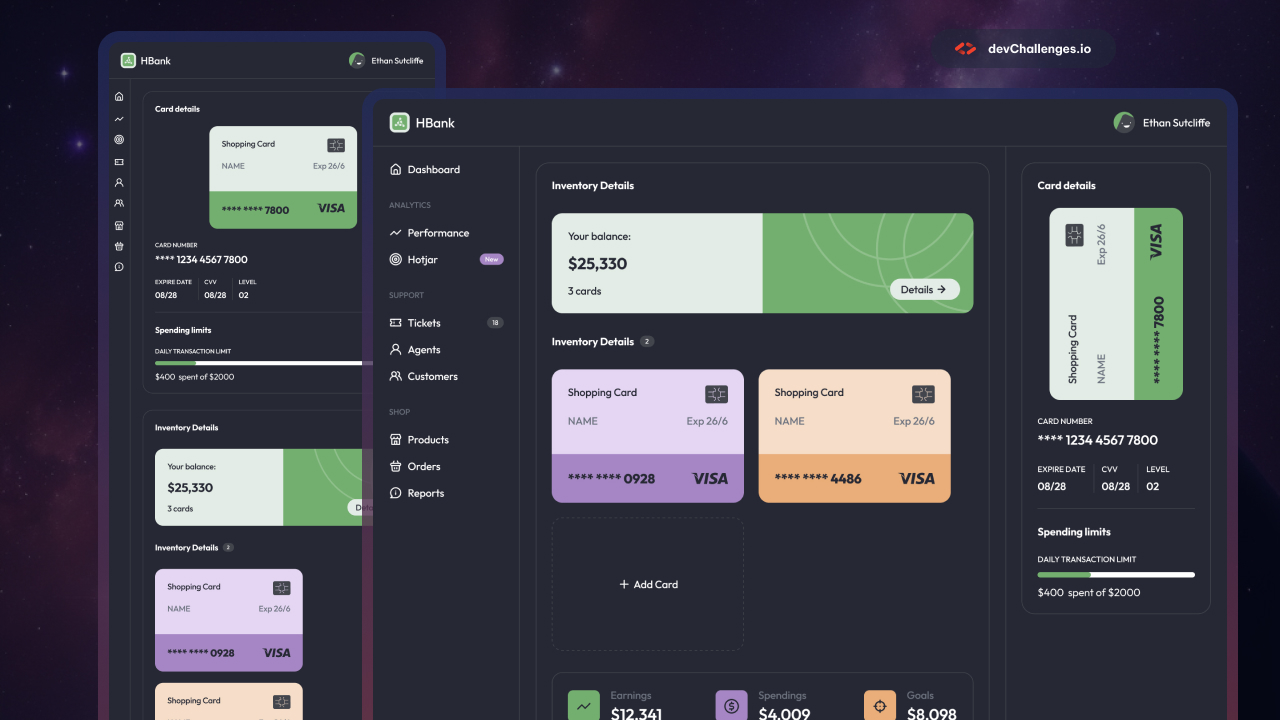 devChallenges.io
HBank
Ethan Sutcliffe
Card details
Shopping Card
NAME Exp 26/6
**** **** 7800 VISA
CARD NUMBER
**** 1234 4567 7800
EXPIRE DATE CVV LEVEL
08/28 08/28 02
Spending limits
DAILY TRANSACTION LIMIT
$400 spent of $2000
Inventory Details
Your balance:
$25,330
3 cards
Inventory Details 2
Shopping Card
NAME Exp 26/6
**** **** 0928 VISA
Shopping Card
HBank
Ethan Sutcliffe
Dashboard
ANALYTICS
Performance
Hotjar New
SUPPORT
Tickets 18
Agents
Customers
SHOP
Products
Orders
Reports
Inventory Details
Your balance:
$25,330
3 cards
Details →
Inventory Details 2
Shopping Card
NAME Exp 26/6
**** **** 0928 VISA
Shopping Card
NAME Exp 26/6
**** **** 4486 VISA
+ Add Card
Earnings
$12,341
Spendings
$4,009
Goals
$8,098
Card details
Shopping Card
NAME Exp 26/6
**** **** 7800 VISA
CARD NUMBER
**** 1234 4567 7800
EXPIRE DATE CVV LEVEL
08/28 08/28 02
Spending limits
DAILY TRANSACTION LIMIT
$400 spent of $2000